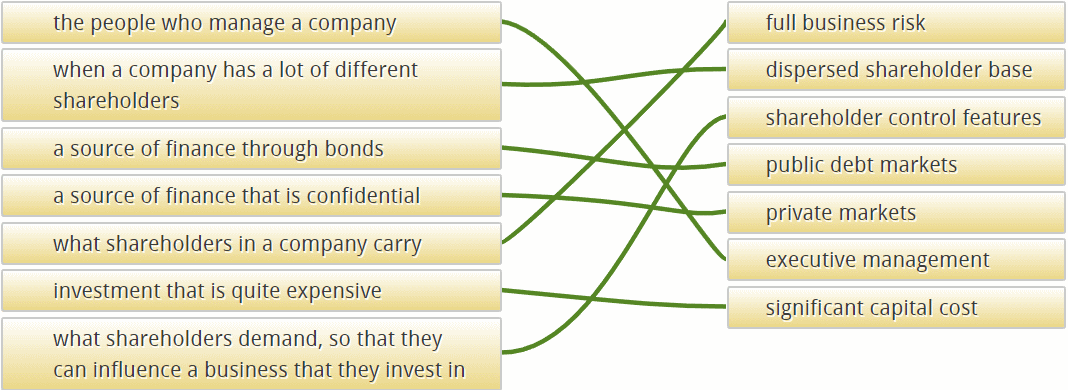 the people who manage a company
when a company has a lot of different
shareholders
a source of finance through bonds
a source of finance that is confidential
what shareholders in a company carry
investment that is quite expensive
what shareholders demand, so that they
can influence a business that they invest in
full business risk
dispersed shareholder base
shareholder control features
public debt markets
private markets
executive management
significant capital cost